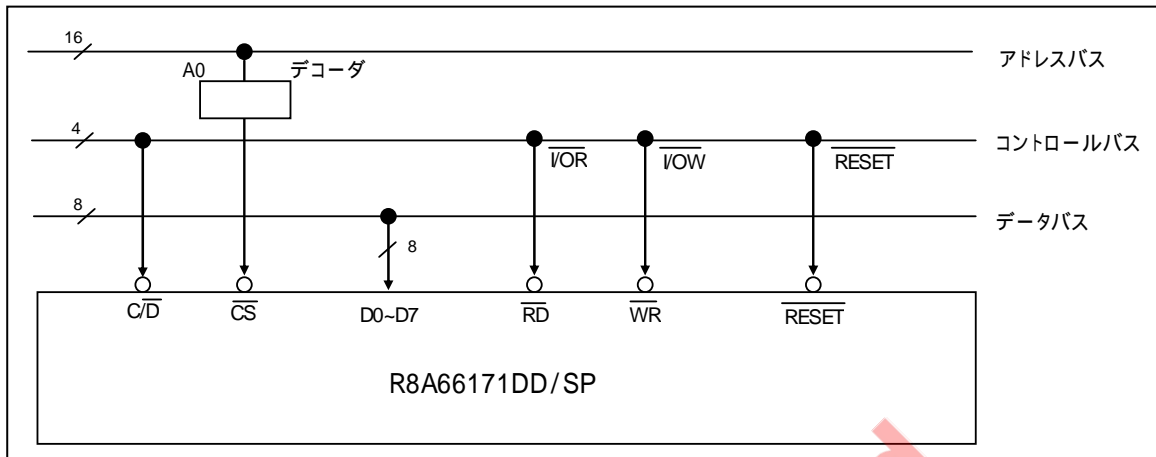 16
アドレスバス
A0
デコーダ
4
コントロールバス
I/OR
I/OW
RESET
8
データバス
8
C/D
CS
D0~D7
RD
WR
RESET
R8A66171DD/SP